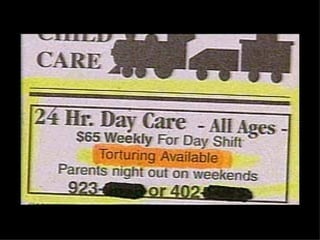 CHILD
CARE
24 Hr. Day Care - All Ages -
$65 Weekly For Day Shift
Torturing Available
Parents night out on weekends
923- or 402-